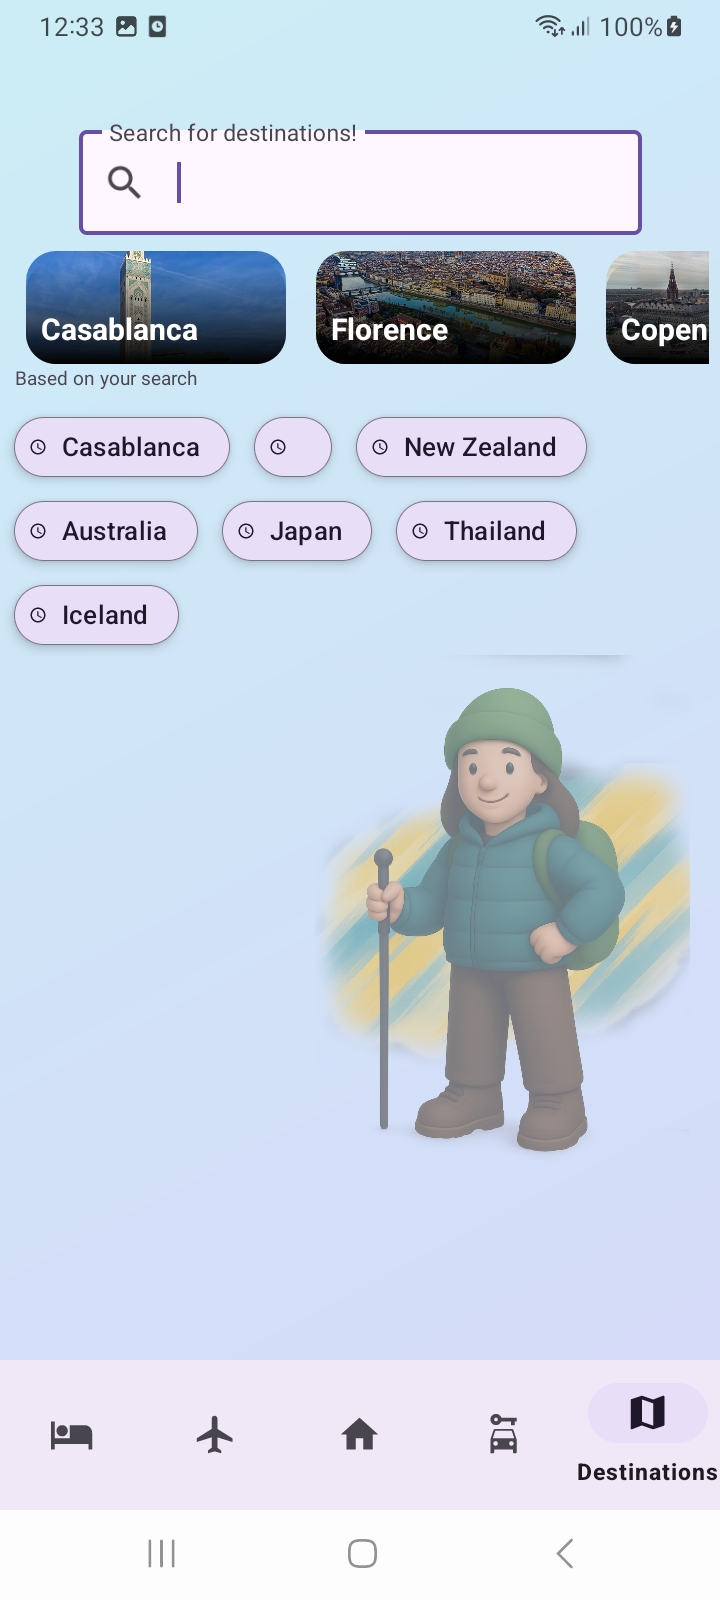 12:33 100%
Search for destinations!
Casablanca Florence Copen
Based on your search
Casablanca New Zealand
Australia Japan Thailand
Iceland
Destinations